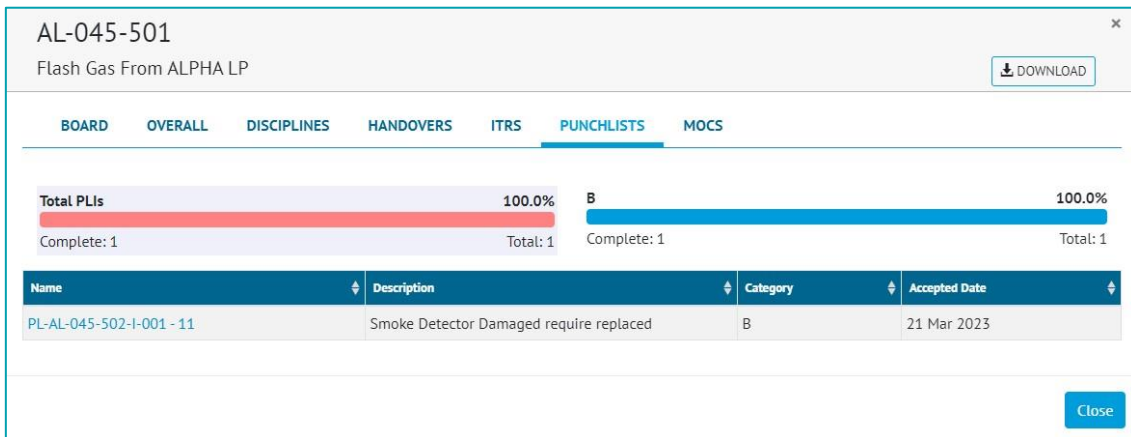 AL-045-501
×
Flash Gas From ALPHA LP
DOWNLOAD
BOARD OVERALL DISCIPLINES HANDOVERS ITRS PUNCHLISTS MOCS
Total PLIs 100.0%
Complete: 1 Total: 1
B 100.0%
Complete: 1 Total: 1
Name Description Category Accepted Date
PL-AL-045-502-I-001 - 11 Smoke Detector Damaged require replaced B 21 Mar 2023
Close